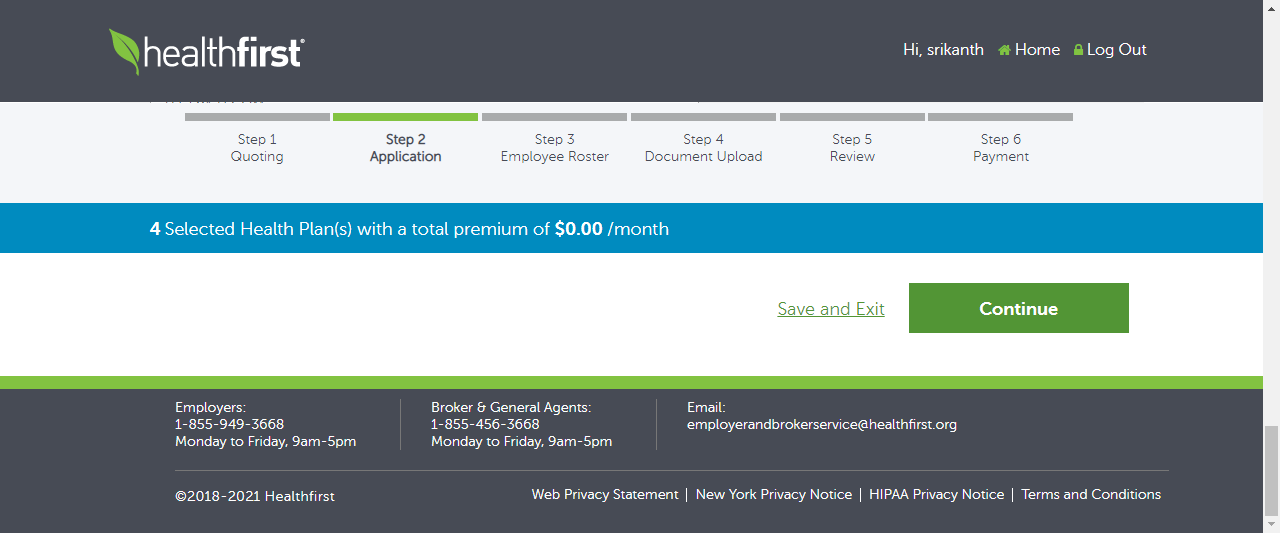 healthfirst®
Hi, srikanth Home Log Out
Step 1 Step 2 Step 3 Step 4 Step 5 Step 6
Quoting Application Employee Roster Document Upload Review Payment
4 Selected Health Plan(s) with a total premium of $0.00 /month
Save and Exit Continue
Employers: Broker & General Agents: Email:
1-855-949-3668 1-855-456-3668 employerandbrokerservice@healthfirst.org
Monday to Friday, 9am-5pm Monday to Friday, 9am-5pm
©2018-2021 Healthfirst Web Privacy Statement | New York Privacy Notice | HIPAA Privacy Notice | Terms and Conditions